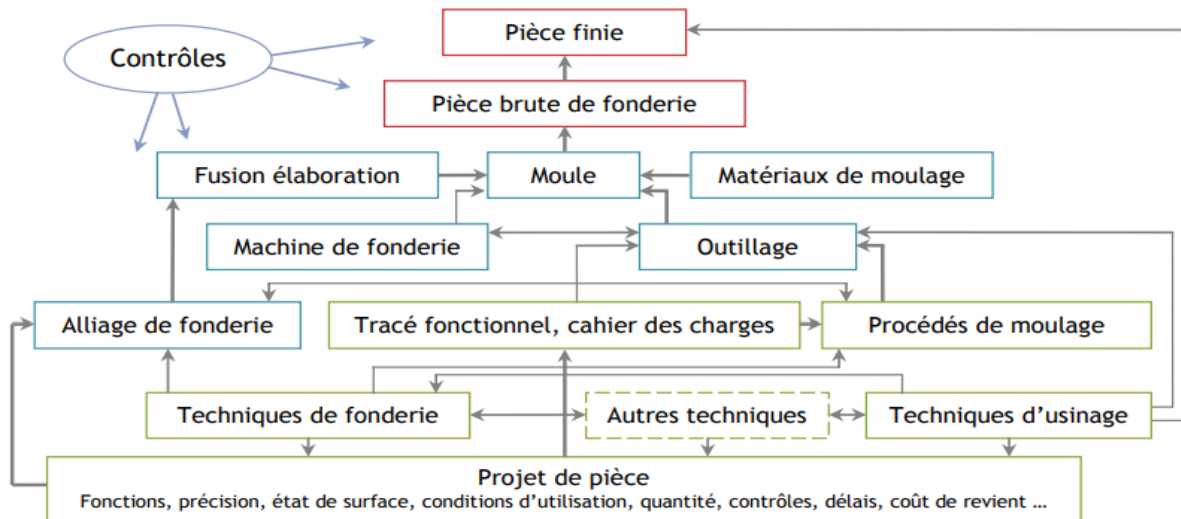 Pièce finie
Contrôles
Pièce brute de fonderie
Fusion élaboration
Moule
Matériaux de moulage
Machine de fonderie
Outillage
Alliage de fonderie
Tracé fonctionnel, cahier des charges
Procédés de moulage
Techniques de fonderie
Autres techniques
Techniques d’usinage
Projet de pièce
Fonctions, précision, état de surface, conditions d’utilisation, quantité, contrôles, délais, coût de revient ...